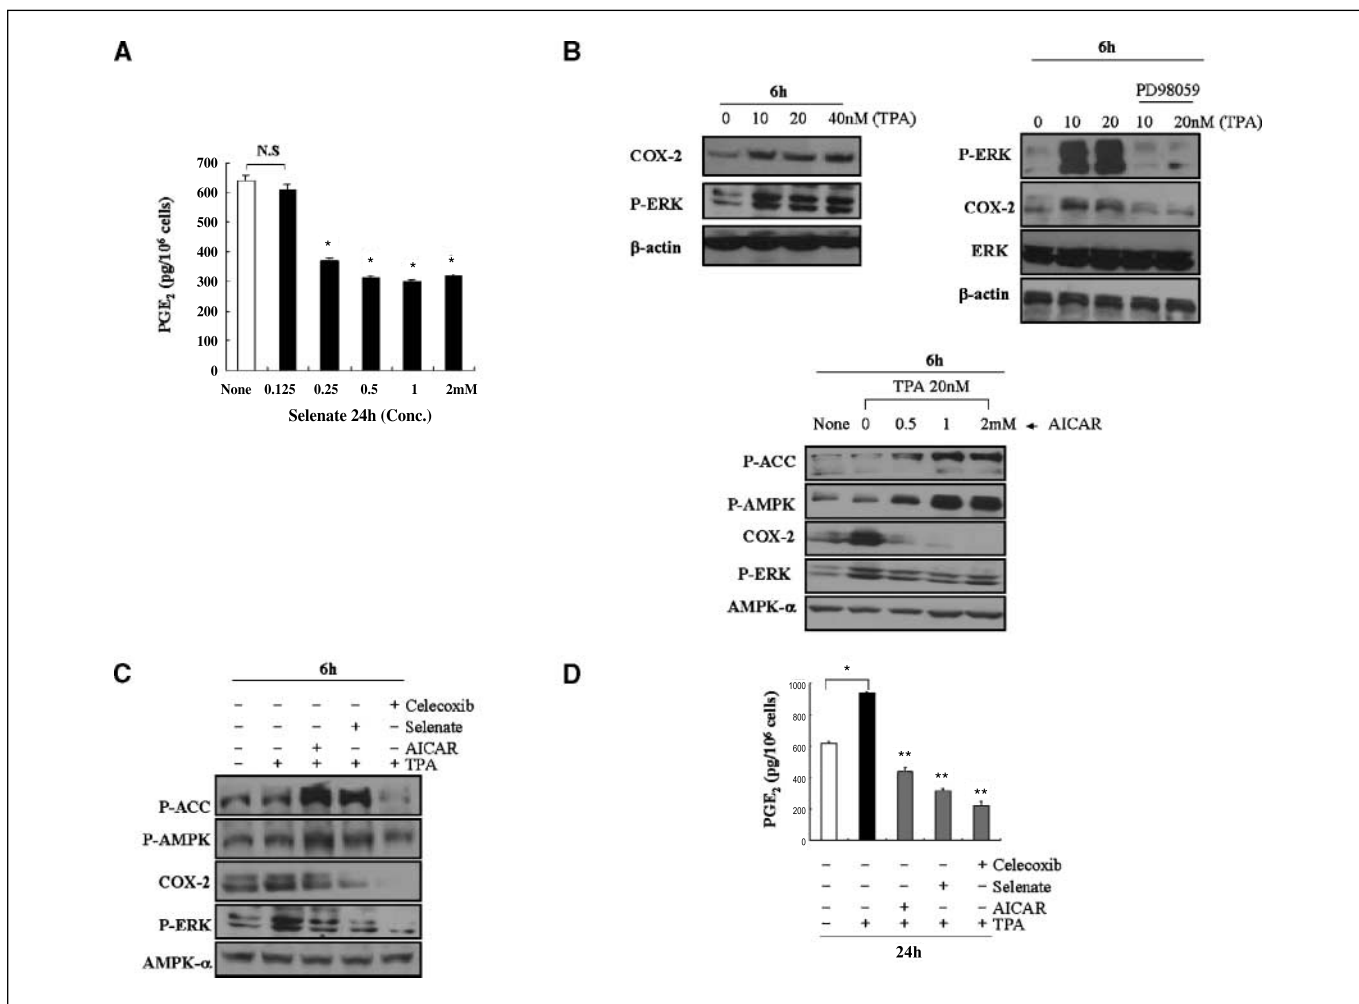 A
N.S
700
600
500
400
300
200
100
0
PGE2 (pg/10⁶ cells)
* * * *
None 0.125 0.25 0.5 1 2mM
Selenate 24h (Conc.)
B
6h
0 10 20 40nM (TPA)
COX-2
P-ERK
β-actin
6h
PD98059
0 10 20 10 20nM (TPA)
P-ERK
COX-2
ERK
β-actin
6h
TPA 20nM
None 0 0.5 1 2mM ← AICAR
P-ACC
P-AMPK
COX-2
P-ERK
AMPK-α
C
6h
– – – – + Celecoxib
– – – + – Selenate
– – + – – AICAR
– + + + + TPA
P-ACC
P-AMPK
COX-2
P-ERK
AMPK-α
D
*
1000
800
600
400
200
0
PGE2 (pg/10⁶ cells)
** ** **
– – – – + Celecoxib
– – – + – Selenate
– – + – – AICAR
– + + + + TPA
24h